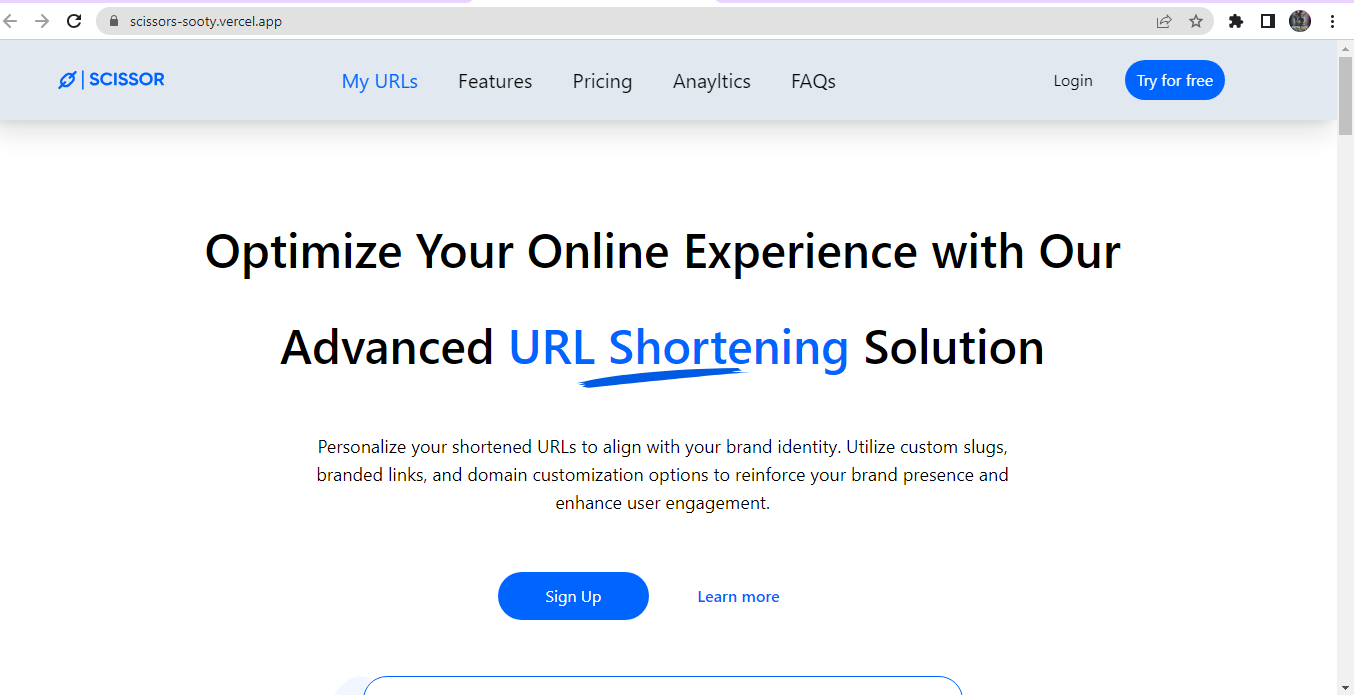 scissors-sooty.vercel.app
| SCISSOR
My URLs
Features
Pricing
Anayltics
FAQs
Login
Try for free
Optimize Your Online Experience with Our
Advanced URL Shortening Solution
Personalize your shortened URLs to align with your brand identity. Utilize custom slugs,
branded links, and domain customization options to reinforce your brand presence and
enhance user engagement.
Sign Up
Learn more